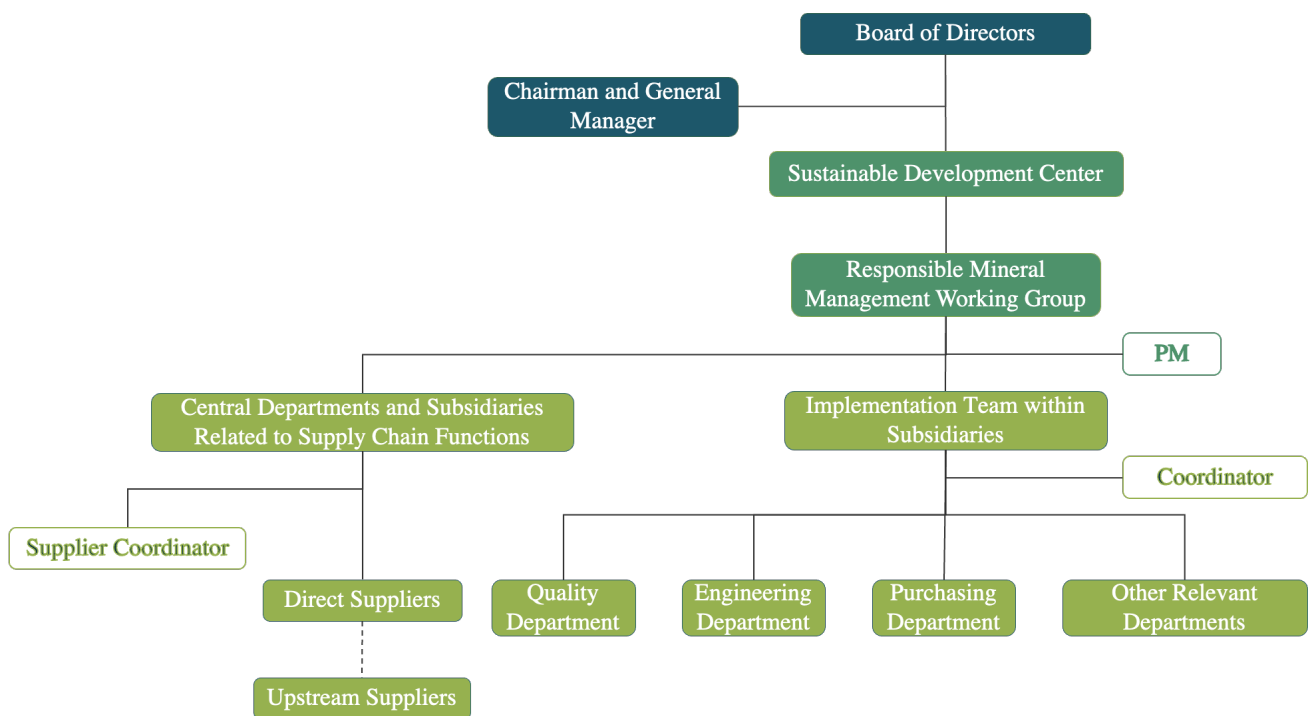 Board of Directors
Chairman and General
Manager
Sustainable Development Center
Responsible Mineral
Management Working Group
PM
Central Departments and Subsidiaries
Related to Supply Chain Functions
Implementation Team within
Subsidiaries
Coordinator
Supplier Coordinator
Direct Suppliers
Quality
Department
Engineering
Department
Purchasing
Department
Other Relevant
Departments
Upstream Suppliers